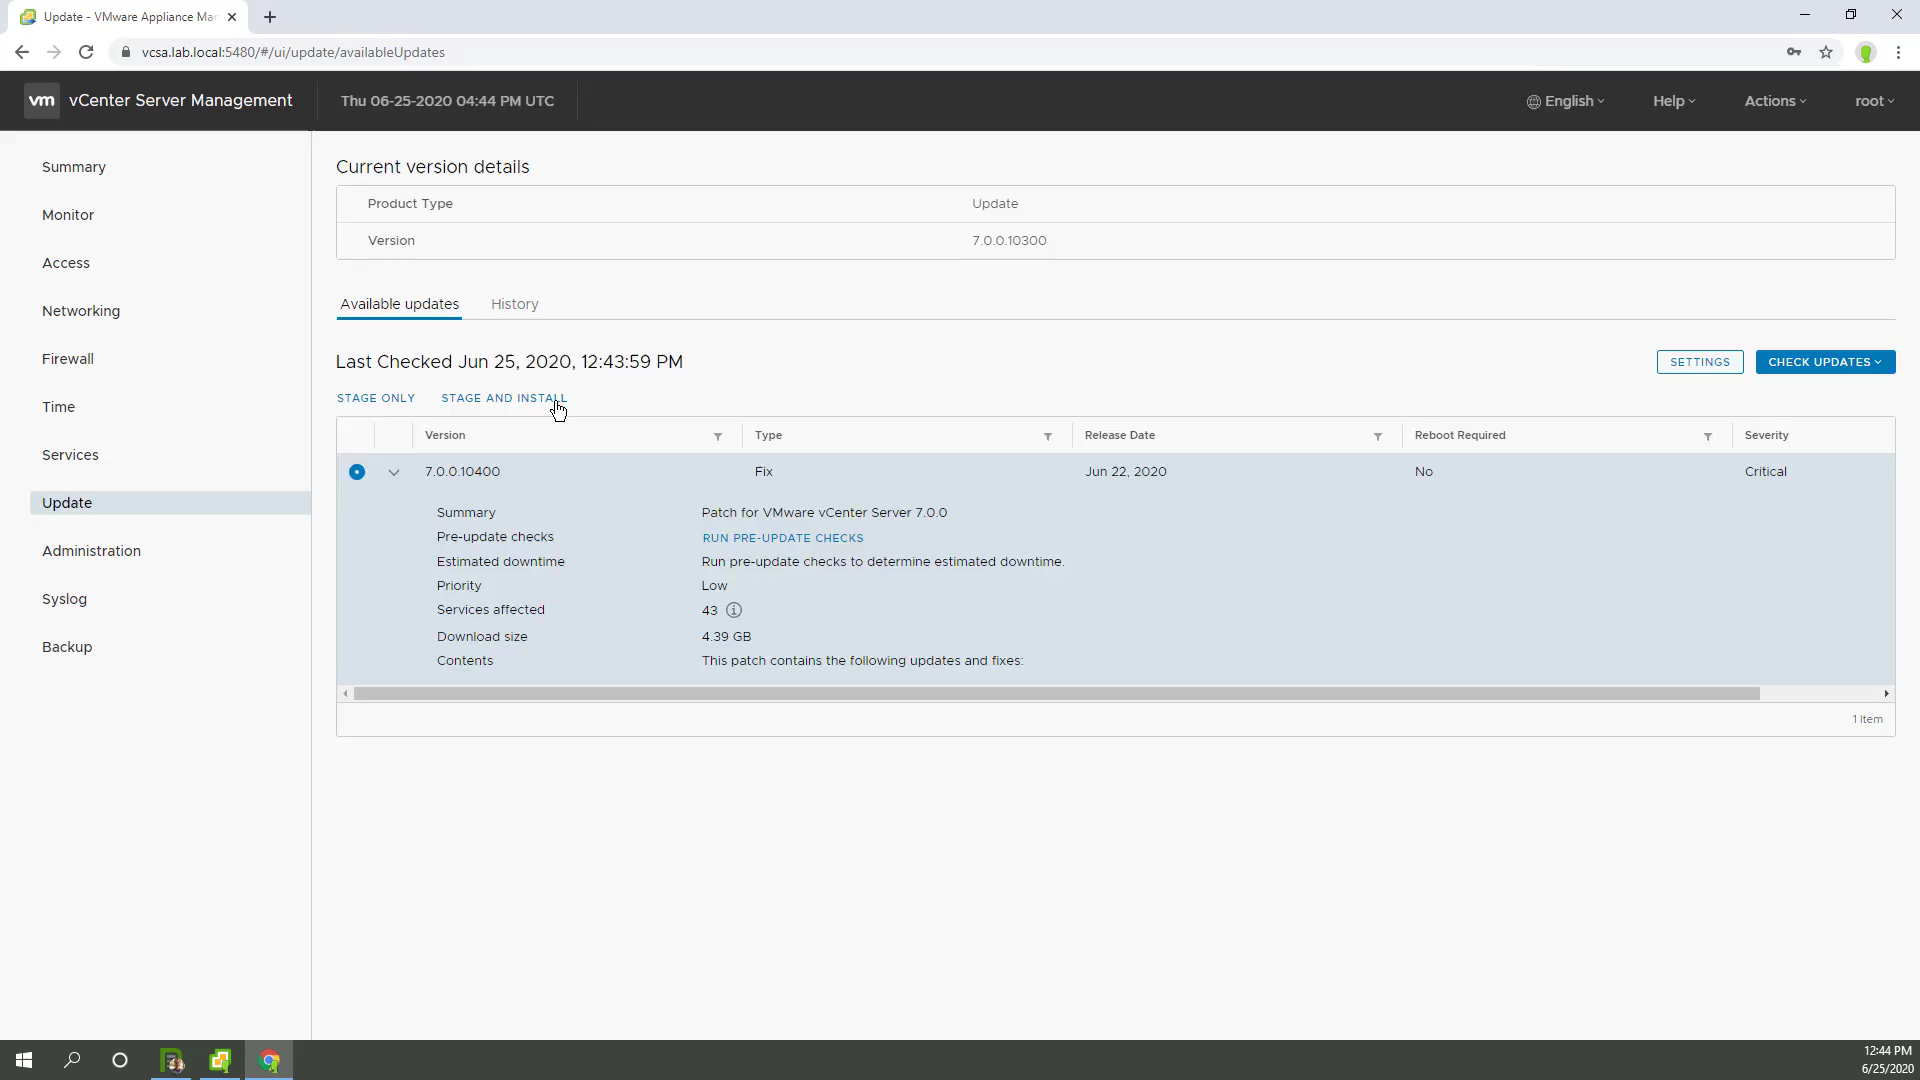 Update - VMware Appliance Mar
vcsa.lab.local:5480/#/ui/update/availableUpdates
vm vCenter Server Management Thu 06-25-2020 04:44 PM UTC English Help Actions root
Summary
Monitor
Access
Networking
Firewall
Time
Services
Update
Administration
Syslog
Backup
Current version details
Product Type Update
Version 7.0.0.10300
Available updates History
Last Checked Jun 25, 2020, 12:43:59 PM SETTINGS CHECK UPDATES
STAGE ONLY STAGE AND INSTALL
Version Type Release Date Reboot Required Severity
7.0.0.10400 Fix Jun 22, 2020 No Critical
Summary Patch for VMware vCenter Server 7.0.0
Pre-update checks RUN PRE-UPDATE CHECKS
Estimated downtime Run pre-update checks to determine estimated downtime.
Priority Low
Services affected 43
Download size 4.39 GB
Contents This patch contains the following updates and fixes:
1 Item
12:44 PM
6/25/2020